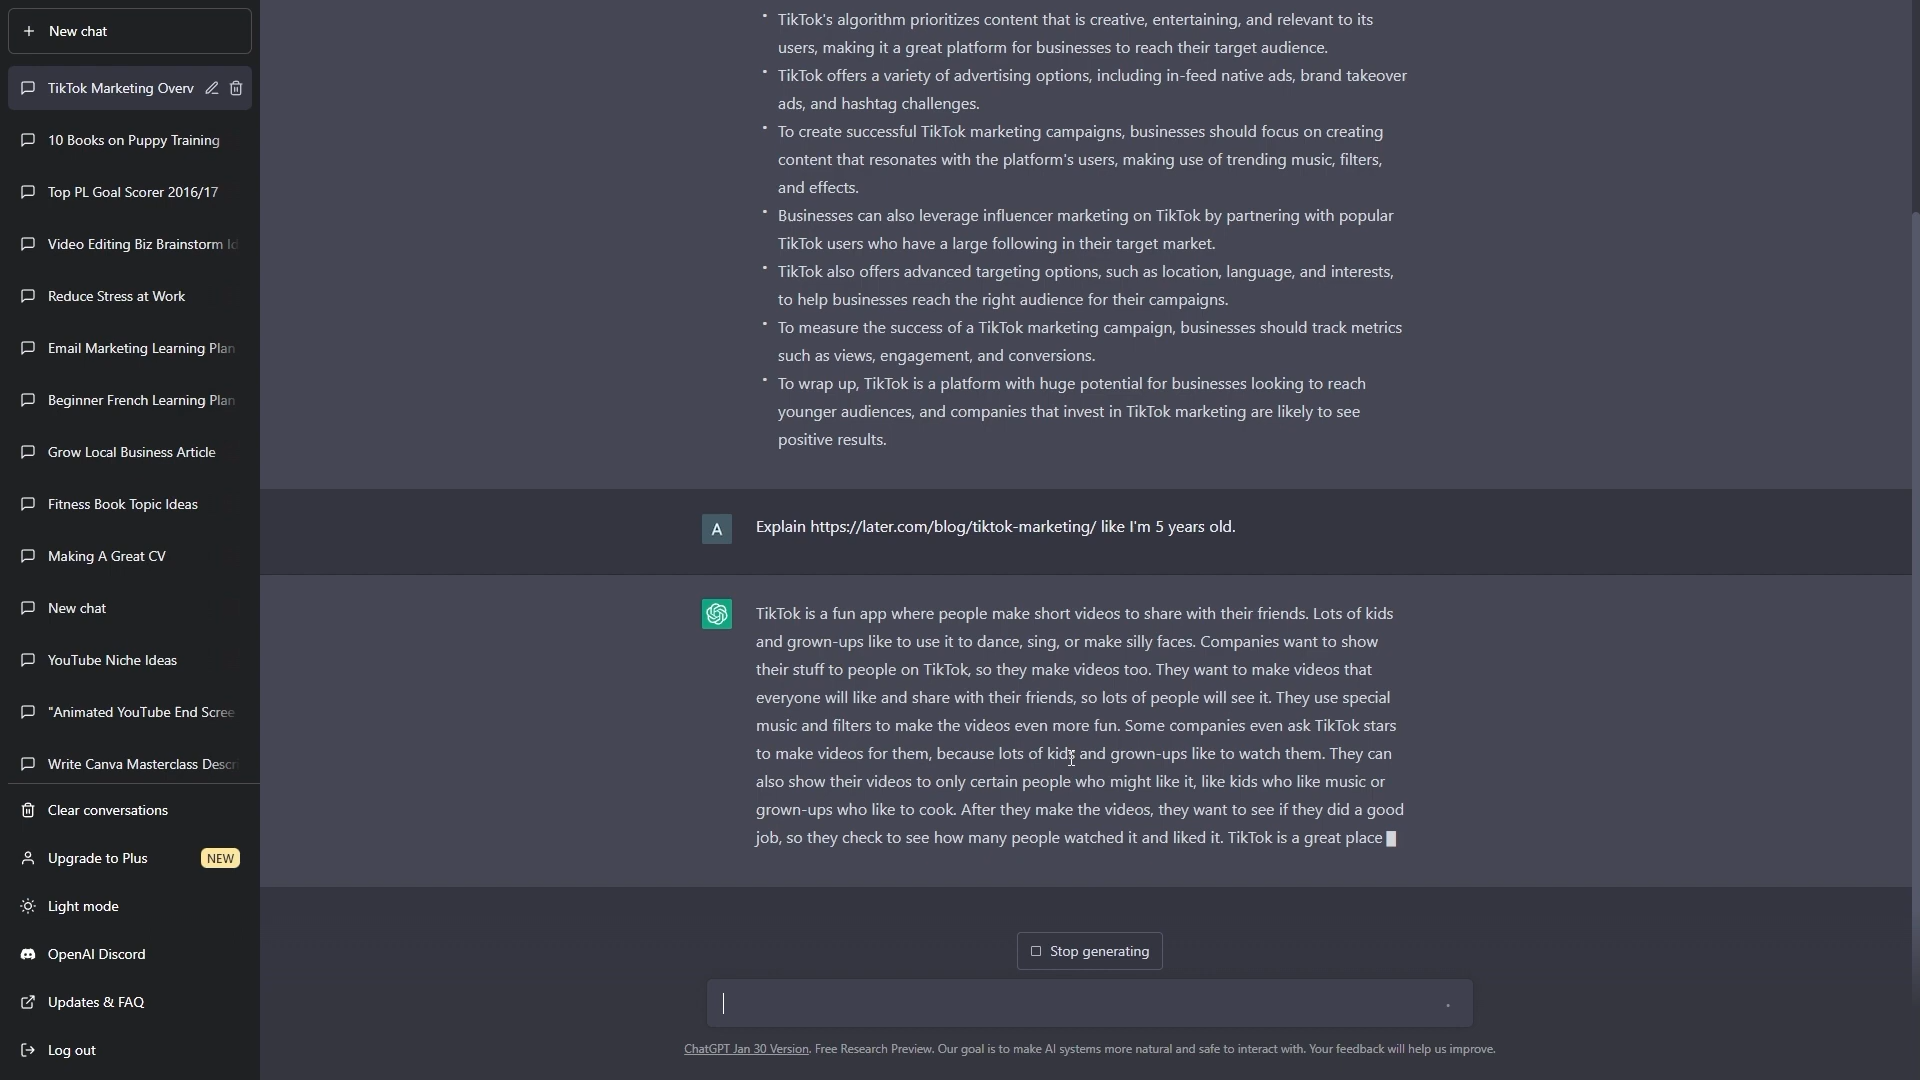 New chat
TikTok Marketing Overv
10 Books on Puppy Training
Top PL Goal Scorer 2016/17
Video Editing Biz Brainstorm Id
Reduce Stress at Work
Email Marketing Learning Plan
Beginner French Learning Plan
Grow Local Business Article
Fitness Book Topic Ideas
Making A Great CV
New chat
YouTube Niche Ideas
"Animated YouTube End Scree
Write Canva Masterclass Descri
Clear conversations
Upgrade to Plus NEW
Light mode
OpenAI Discord
Updates & FAQ
Log out
• TikTok's algorithm prioritizes content that is creative, entertaining, and relevant to its
users, making it a great platform for businesses to reach their target audience.
• TikTok offers a variety of advertising options, including in-feed native ads, brand takeover
ads, and hashtag challenges.
• To create successful TikTok marketing campaigns, businesses should focus on creating
content that resonates with the platform's users, making use of trending music, filters,
and effects.
• Businesses can also leverage influencer marketing on TikTok by partnering with popular
TikTok users who have a large following in their target market.
• TikTok also offers advanced targeting options, such as location, language, and interests,
to help businesses reach the right audience for their campaigns.
• To measure the success of a TikTok marketing campaign, businesses should track metrics
such as views, engagement, and conversions.
• To wrap up, TikTok is a platform with huge potential for businesses looking to reach
younger audiences, and companies that invest in TikTok marketing are likely to see
positive results.
A
Explain https://later.com/blog/tiktok-marketing/ like I'm 5 years old.
TikTok is a fun app where people make short videos to share with their friends. Lots of kids
and grown-ups like to use it to dance, sing, or make silly faces. Companies want to show
their stuff to people on TikTok, so they make videos too. They want to make videos that
everyone will like and share with their friends, so lots of people will see it. They use special
music and filters to make the videos even more fun. Some companies even ask TikTok stars
to make videos for them, because lots of kids and grown-ups like to watch them. They can
also show their videos to only certain people who might like it, like kids who like music or
grown-ups who like to cook. After they make the videos, they want to see if they did a good
job, so they check to see how many people watched it and liked it. TikTok is a great place
Stop generating
ChatGPT Jan 30 Version. Free Research Preview. Our goal is to make AI systems more natural and safe to interact with. Your feedback will help us improve.